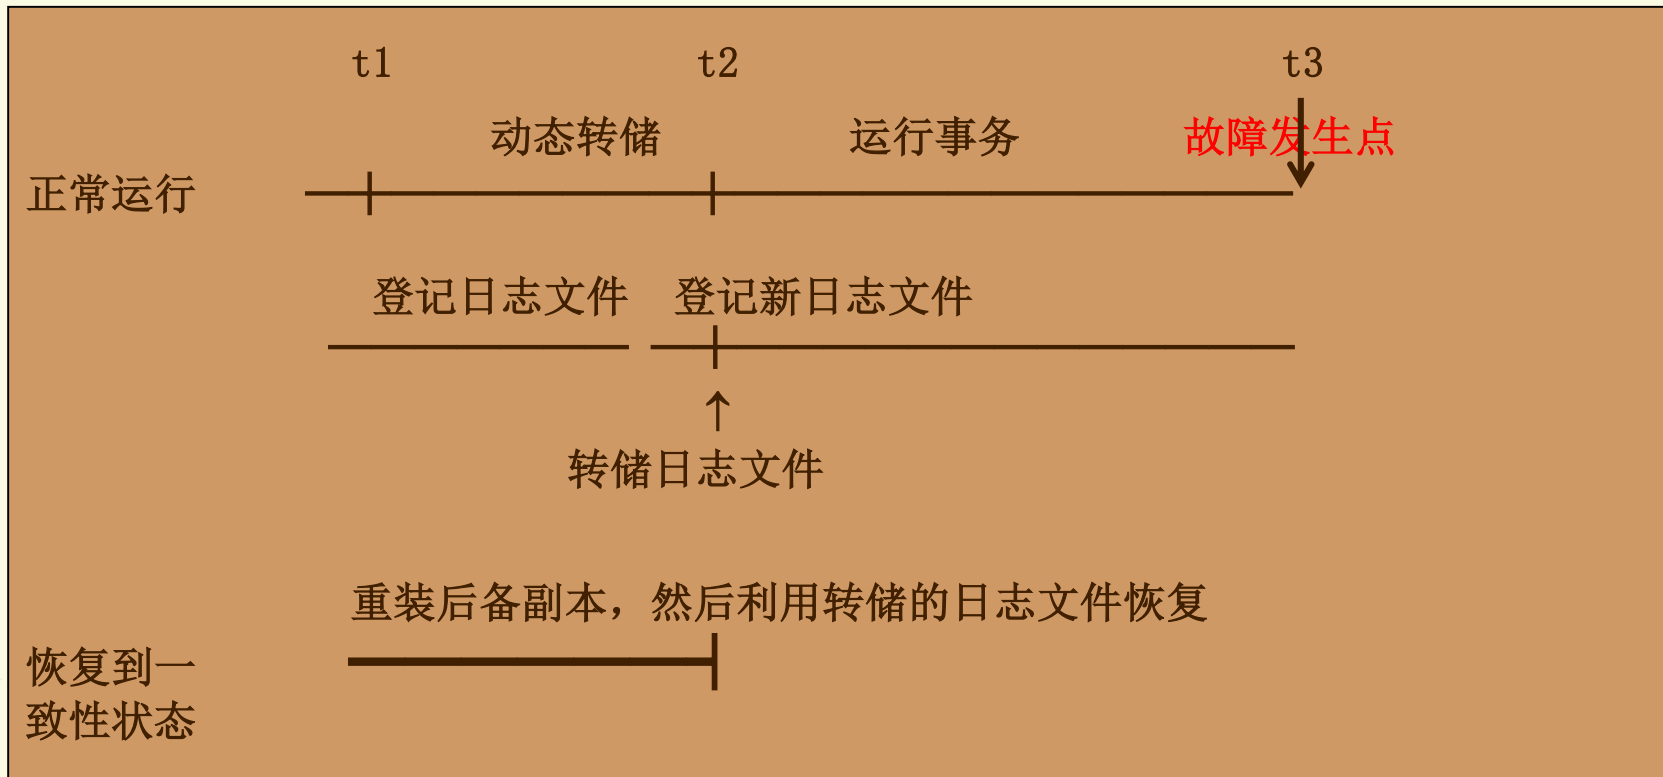 t1 t2 t3
动态转储 运行事务 故障发生点
正常运行
登记日志文件 登记新日志文件
↑
转储日志文件
重装后备副本，然后利用转储的日志文件恢复
恢复到一
致性状态